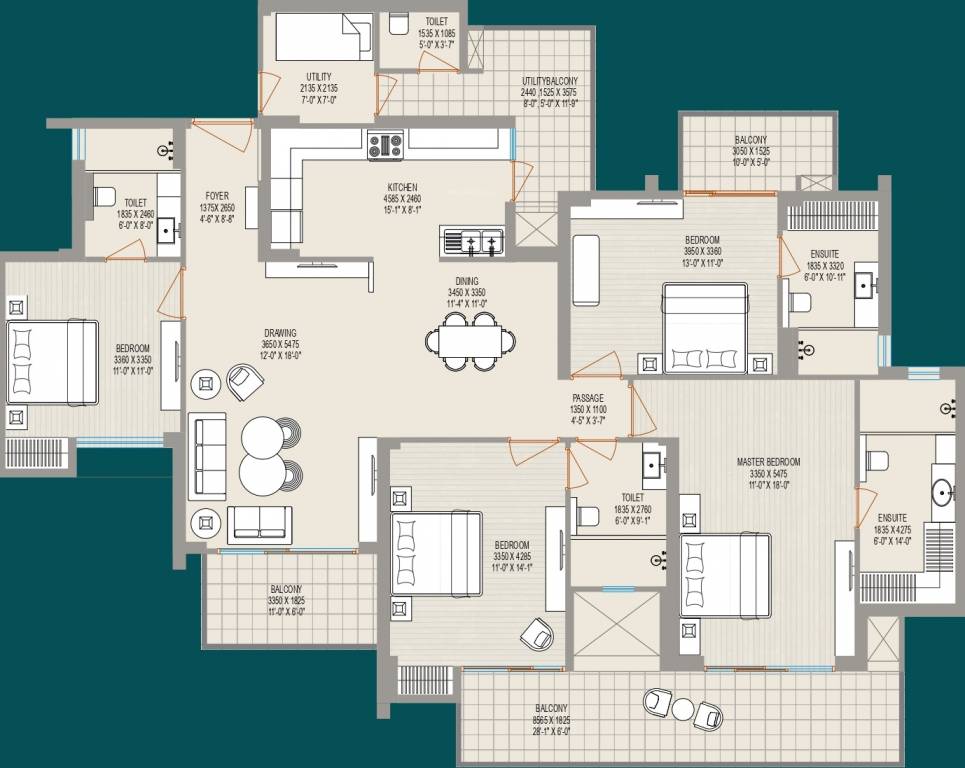 TOILET
1535 X 1085
5'-0" X 3'-7"
UTILITY
2135 X 2135
7'-0" X 7'-0"
UTILITYBALCONY
2440 ,1525 X 3575
8'-0", 5'-0" X 11'-9"
BALCONY
3050 X 1525
10'-0" X 5'-0"
TOILET
1835 X 2460
6'-0" X 8'-0"
FOYER
1375X 2650
4'-6" X 8'-8"
KITCHEN
4585 X 2460
15'-1" X 8'-1"
BEDROOM
3950 X 3360
13'-0" X 11'-0"
ENSUITE
1835 X 3320
6'-0" X 10'-11"
DINING
3450 X 3350
11'-4" X 11'-0"
DRAWING
3650 X 5475
12'-0" X 18'-0"
BEDROOM
3360 X 3350
11'-0" X 11'-0"
PASSAGE
1350 X 1100
4'-5" X 3'-7"
MASTER BEDROOM
3350 X 5475
11'-0" X 18'-0"
TOILET
1835 X 2760
6'-0" X 9'-1"
ENSUITE
1835 X 4275
6'-0" X 14'-0"
BEDROOM
3350 X 4285
11'-0" X 14'-1"
BALCONY
3350 X 1825
11'-0" X 6'-0"
BALCONY
8565 X 1825
28'-1" X 6'-0"